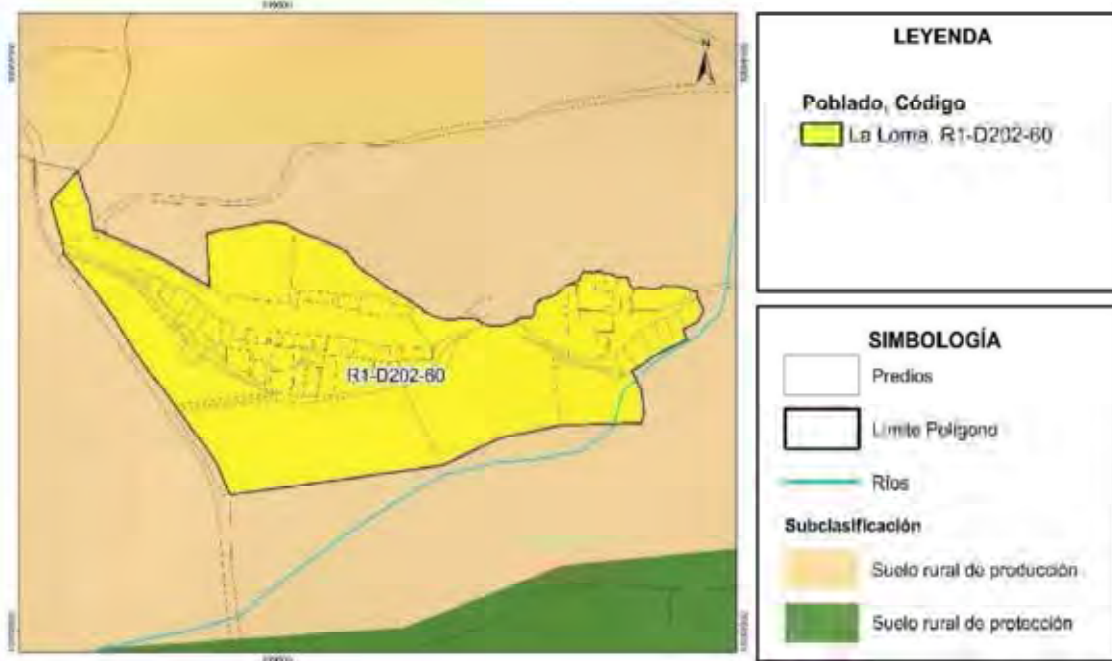 N
R1-D202-60
LEYENDA
Poblado, Código
La Loma, R1-D202-60
SIMBOLOGÍA
Predios
Límite Polígono
Ríos
Subclasificación
Suelo rural de producción
Suelo rural de protección